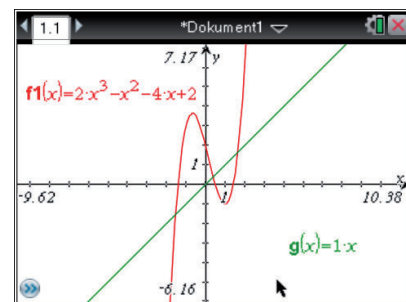 1.1 *Dokument1
7.17 y
f1(x)=2·x³−x²−4·x+2
1
x
-9.62 1 10.38
g(x)=1·x
-6.16